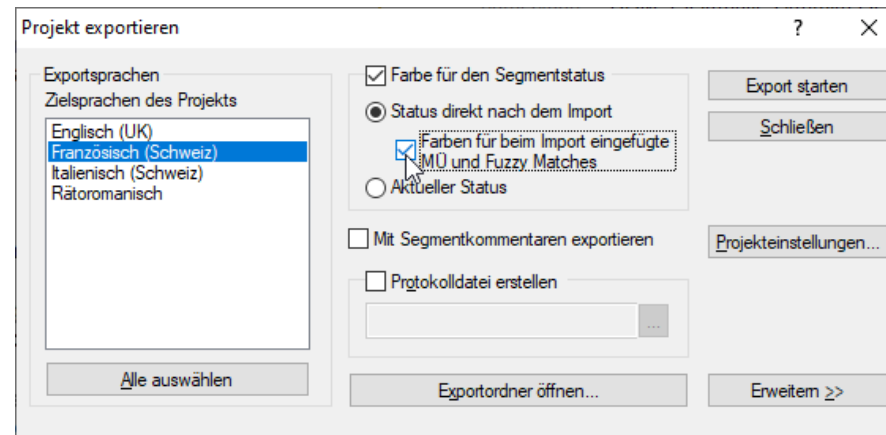 Projekt exportieren
?
Exportsprachen
Zielsprachen des Projekts
Englisch (UK)
Französisch (Schweiz)
Italienisch (Schweiz)
Rätoromanisch
Alle auswählen
Farbe für den Segmentstatus
Status direkt nach dem Import
Farben für beim Import eingefügte
MÜ und Fuzzy Matches
Aktueller Status
Mit Segmentkommentaren exportieren
Protokolldatei erstellen
...
Exportordner öffnen...
Export starten
Schließen
Projekteinstellungen...
Erweitern >>